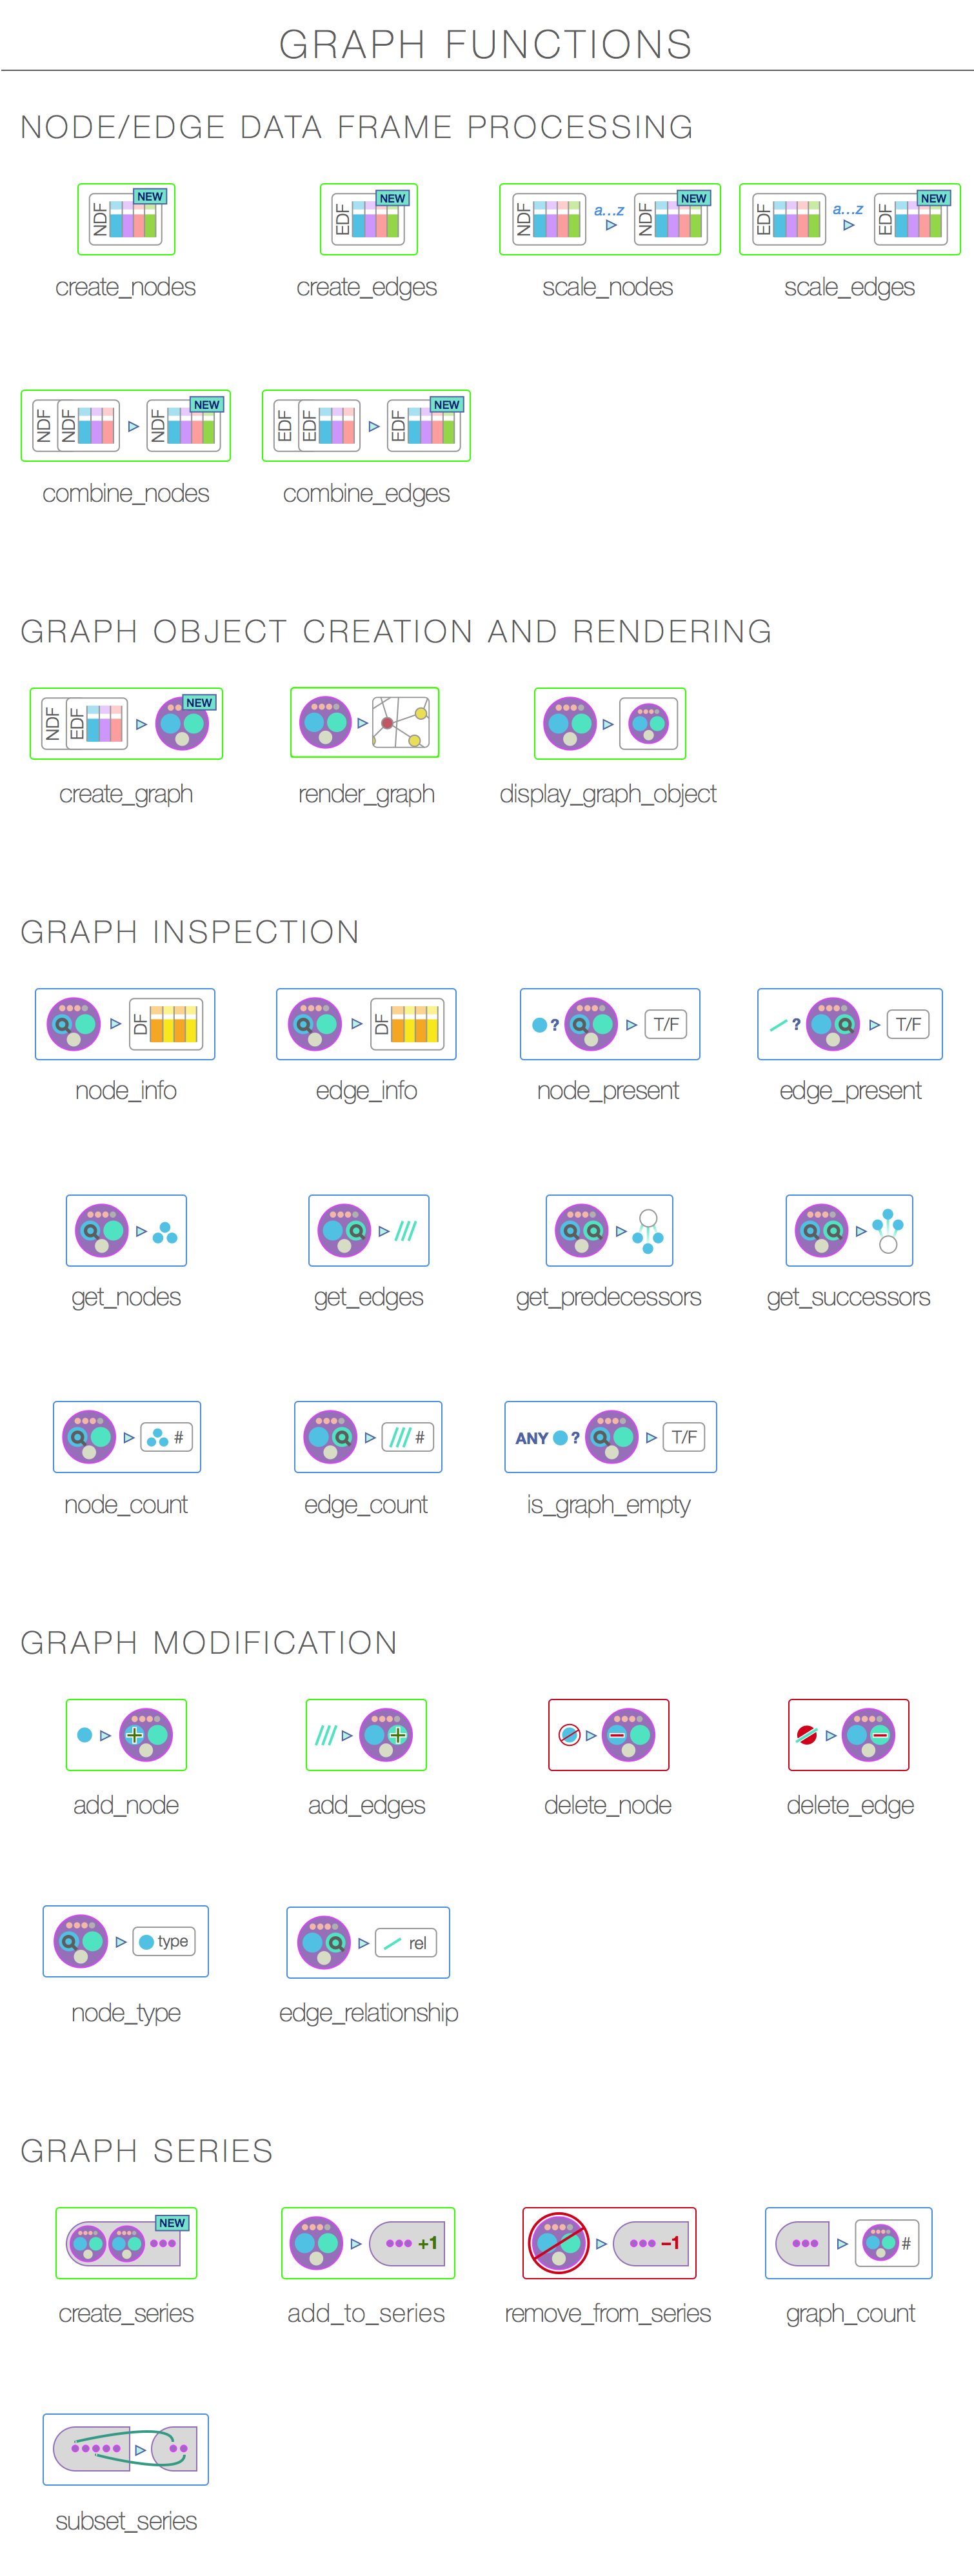 GRAPH FUNCTIONS
NODE/EDGE DATA FRAME PROCESSING
NDF NEW
EDF NEW
NDF a...z NDF NEW
EDF a...z EDF NEW
create_nodes create_edges scale_nodes scale_edges
NDF NDF NDF NEW
EDF EDF EDF NEW
combine_nodes combine_edges
GRAPH OBJECT CREATION AND RENDERING
NDF EDF NEW
create_graph render_graph display_graph_object
GRAPH INSPECTION
DF
DF
? T/F
? T/F
node_info edge_info node_present edge_present
get_nodes get_edges get_predecessors get_successors
#
#
ANY ? T/F
node_count edge_count is_graph_empty
GRAPH MODIFICATION
add_node add_edges delete_node delete_edge
type
rel
node_type edge_relationship
GRAPH SERIES
NEW
+1
−1
#
create_series add_to_series remove_from_series graph_count
subset_series